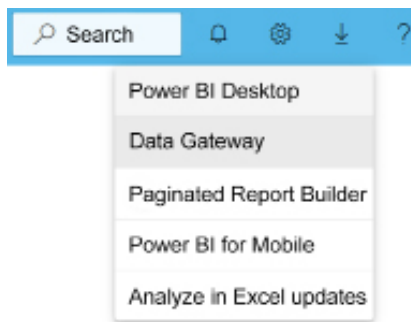 Search ?
Power BI Desktop
Data Gateway
Paginated Report Builder
Power BI for Mobile
Analyze in Excel updates